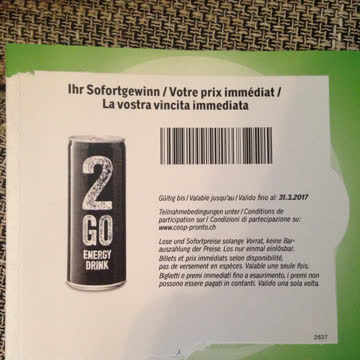 Ihr Sofortgewinn / Votre prix immédiat /
La vostra vincita immediata
2
GO
ENERGY
DRINK
Gültig bis / Valable jusqu'au / Valido fino al: 31.3.2017
Teilnahmebedingungen unter / Conditions de
participation sur / Condizioni di partecipazione su:
www.coop-pronto.ch
Lose und Sofortpreise solange Vorrat, keine Bar-
auszahlung der Preise. Los nur einmal einlösbar.
Billets et prix immédiats selon disponibilité,
pas de versement en espèces. Valable une seule fois.
Biglietti e premi immediati fino a esaurimento, i premi non
possono essere pagati in contanti. Valido una sola volta.
2637